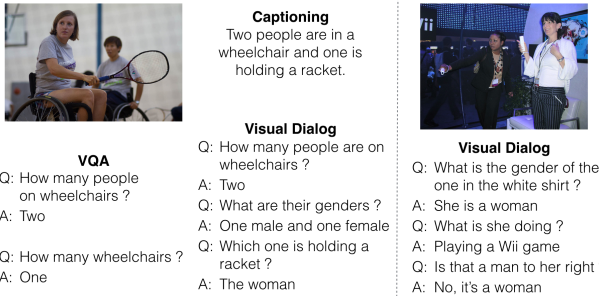 Captioning
Two people are in a
wheelchair and one is
holding a racket.
VQA
Q: How many people
on wheelchairs ?
A: Two
Q: How many wheelchairs ?
A: One
Visual Dialog
Q: How many people are on
wheelchairs ?
A: Two
Q: What are their genders ?
A: One male and one female
Q: Which one is holding a
racket ?
A: The woman
Wii
Visual Dialog
Q: What is the gender of the
one in the white shirt ?
A: She is a woman
Q: What is she doing ?
A: Playing a Wii game
Q: Is that a man to her right
A: No, it's a woman